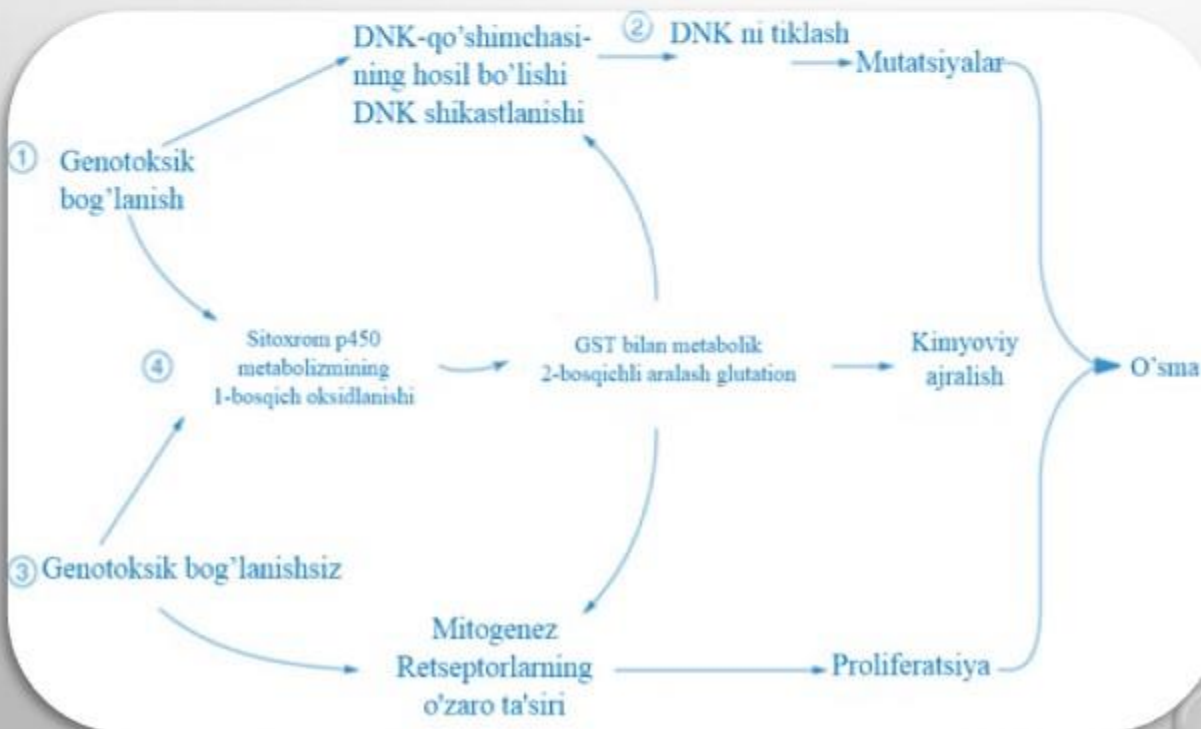 DNK-qo'shimchasi-
ning hosil bo'lishi
DNK shikastlanishi
② DNK ni tiklash
Mutatsiyalar
① Genotoksik
bog'lanish
④ Sitoxrom p450
metabolizmining
1-bosqich oksidlanishi
GST bilan metabolik
2-bosqichli aralash glutation
Kimyoviy
ajralish
O'sma
③ Genotoksik bog'lanishsiz
Mitogenez
Retseptorlarning
o'zaro ta'siri
Proliferatsiya